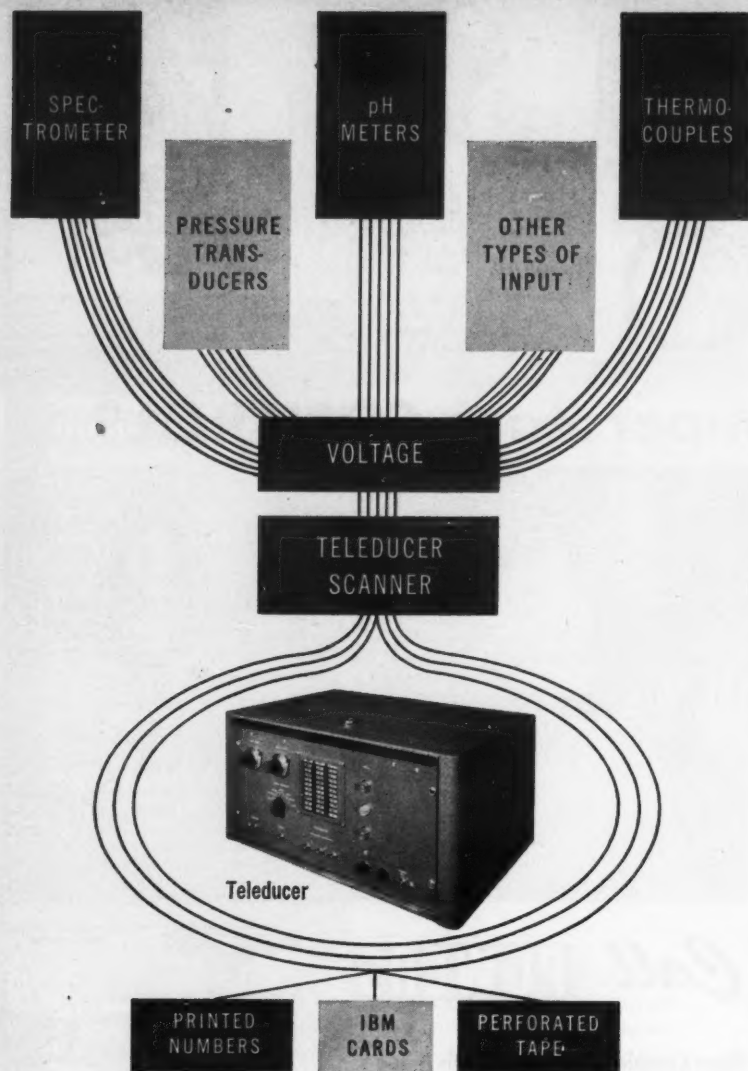 SPEC-
TROMETER
pH
METERS
THERMO-
COUPLES
PRESSURE
TRANS-
DUCERS
OTHER
TYPES OF
INPUT
VOLTAGE
TELEDUCER
SCANNER
Teleducer
PRINTED
NUMBERS
IBM
CARDS
PERFORATED
TAPE